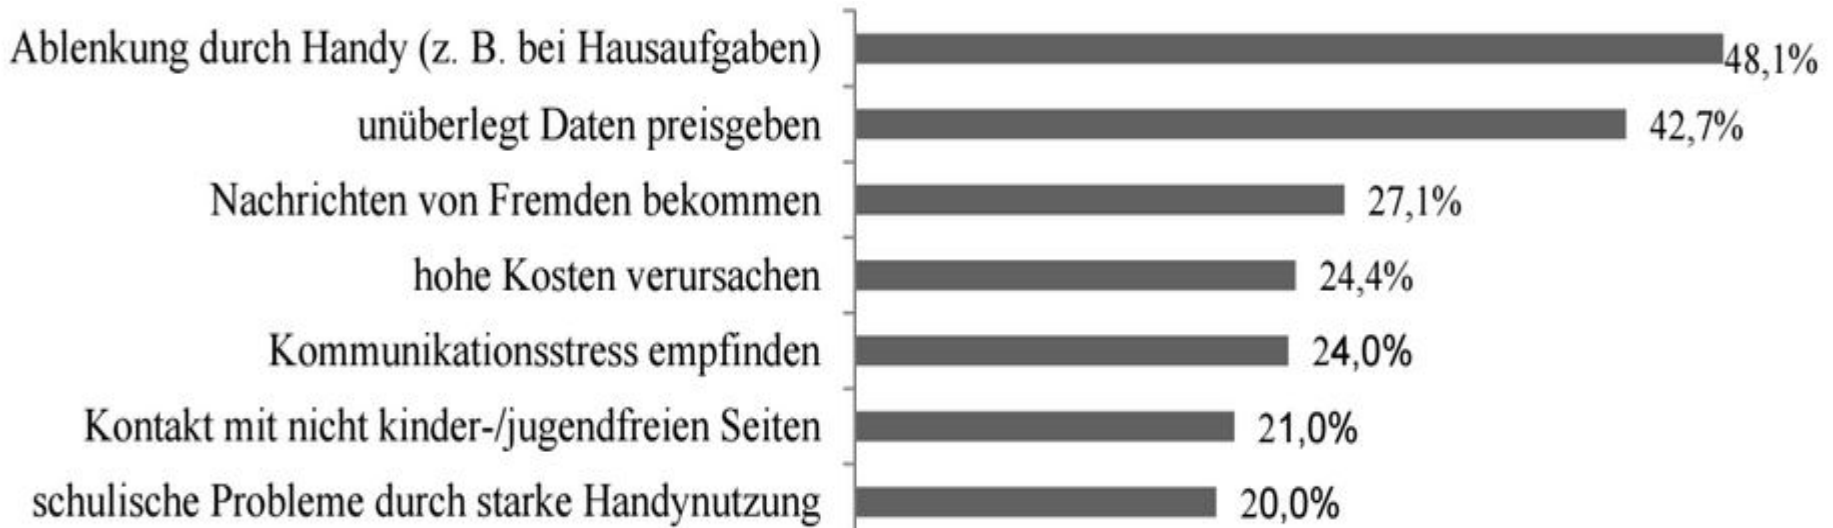 Ablenkung durch Handy (z. B. bei Hausaufgaben) 48,1%
unüberlegt Daten preisgeben 42,7%
Nachrichten von Fremden bekommen 27,1%
hohe Kosten verursachen 24,4%
Kommunikationsstress empfinden 24,0%
Kontakt mit nicht kinder-/jugendfreien Seiten 21,0%
schulische Probleme durch starke Handynutzung 20,0%